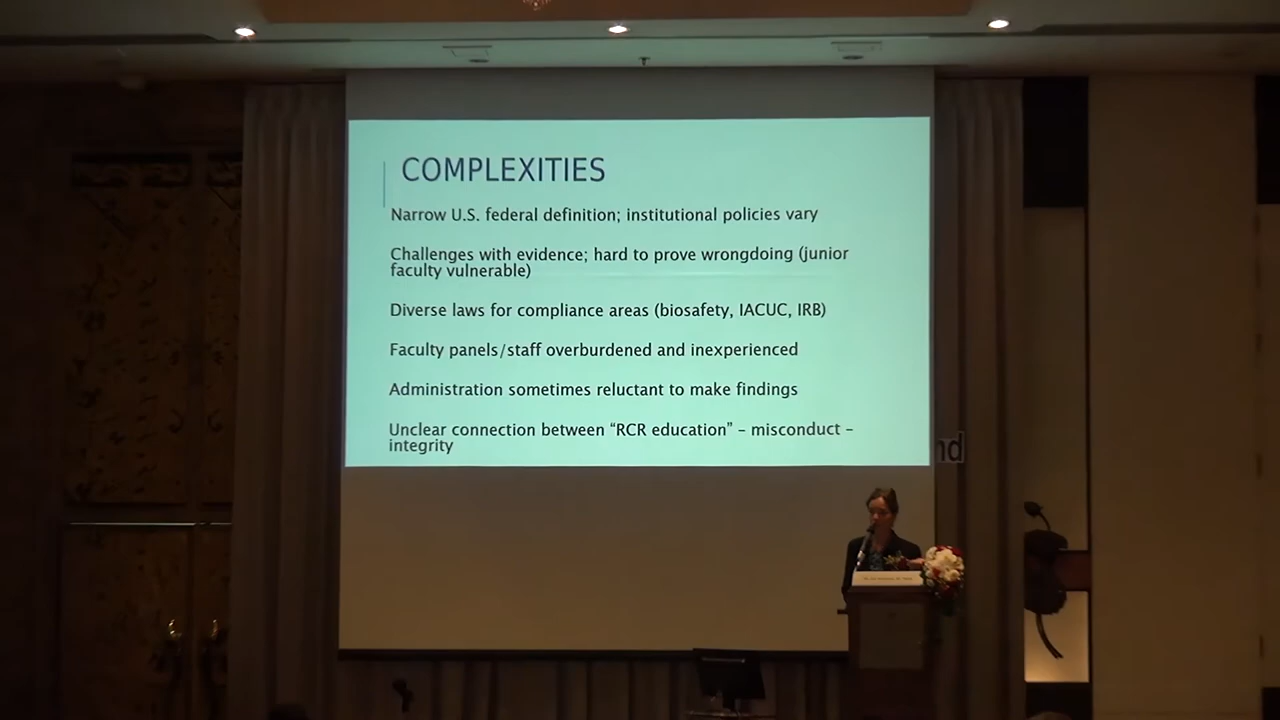 COMPLEXITIES
Narrow U.S. federal definition; institutional policies vary
Challenges with evidence; hard to prove wrongdoing (junior
faculty vulnerable)
Diverse laws for compliance areas (biosafety, IACUC, IRB)
Faculty panels/staff overburdened and inexperienced
Administration sometimes reluctant to make findings
Unclear connection between “RCR education” – misconduct –
integrity
nd